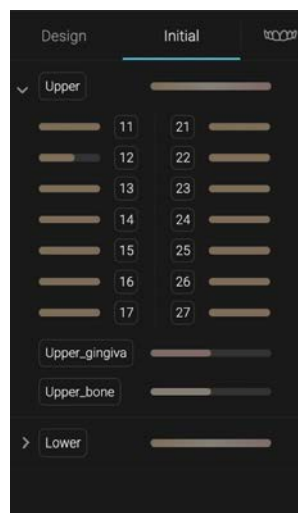 Design Initial
Upper
11 21
12 22
13 23
14 24
15 25
16 26
17 27
Upper_gingiva
Upper_bone
Lower